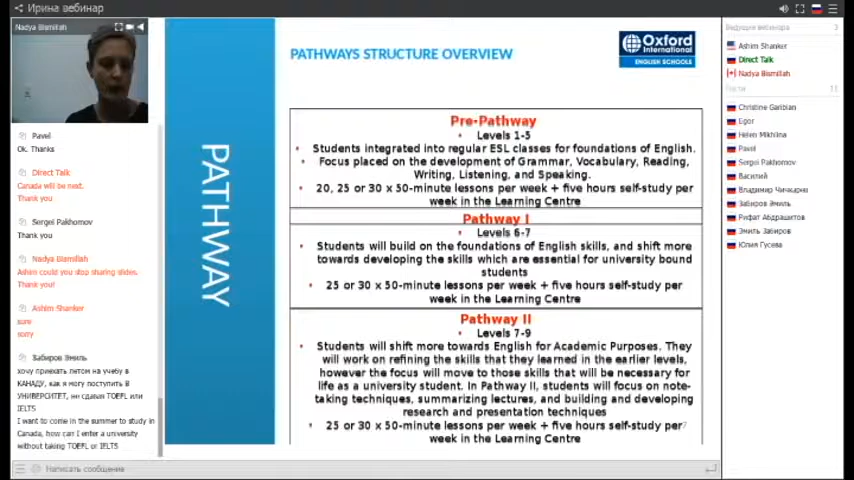 Ирина вебинар
Nadya Bismillah
Pavel
Ok. Thanks
Direct Talk
Canada will be next.
Thank you
Sergei Pakhomov
Thank you
Nadya Bismillah
Ashim could you stop sharing slides.
Thank you!
Ashim Shanker
sure
sorry
Забиров Эмиль
хочу приехать летом на учебу в
КАНАДУ, как я могу поступить В
УНИВЕРСИТЕТ, ни сдавая TOEFL или
IELTS
I want to come in the summer to study in
Canada, how can I enter a university
without taking TOEFL or IELTS
Написать сообщение
PATHWAY
PATHWAYS STRUCTURE OVERVIEW
Oxford
International
ENGLISH SCHOOLS
Pre-Pathway
• Levels 1-5
• Students integrated into regular ESL classes for foundations of English.
• Focus placed on the development of Grammar, Vocabulary, Reading,
Writing, Listening, and Speaking.
• 20, 25 or 30 x 50-minute lessons per week + five hours self-study per
week in the Learning Centre
Pathway I
• Levels 6-7
• Students will build on the foundations of English skills, and shift more
towards developing the skills which are essential for university bound
students
• 25 or 30 x 50-minute lessons per week + five hours self-study per
week in the Learning Centre
Pathway II
• Levels 7-9
• Students will shift more towards English for Academic Purposes. They
will work on refining the skills that they learned in the earlier levels,
however the focus will move to those skills that will be necessary for
life as a university student. In Pathway II, students will focus on note-
taking techniques, summarizing lectures, and building and developing
research and presentation techniques
• 25 or 30 x 50-minute lessons per week + five hours self-study per
week in the Learning Centre
7
Ведущие вебинара 3
Ashim Shanker
Direct Talk
Nadya Bismillah
Гости 11
Christine Garibian
Egor
Helen Mikhlina
Pavel
Sergei Pakhomov
Василий
Владимир Чичкарно
Забиров Эмиль
Рифат Абдрашитов
Эмиль Забиров
Юлия Гусева